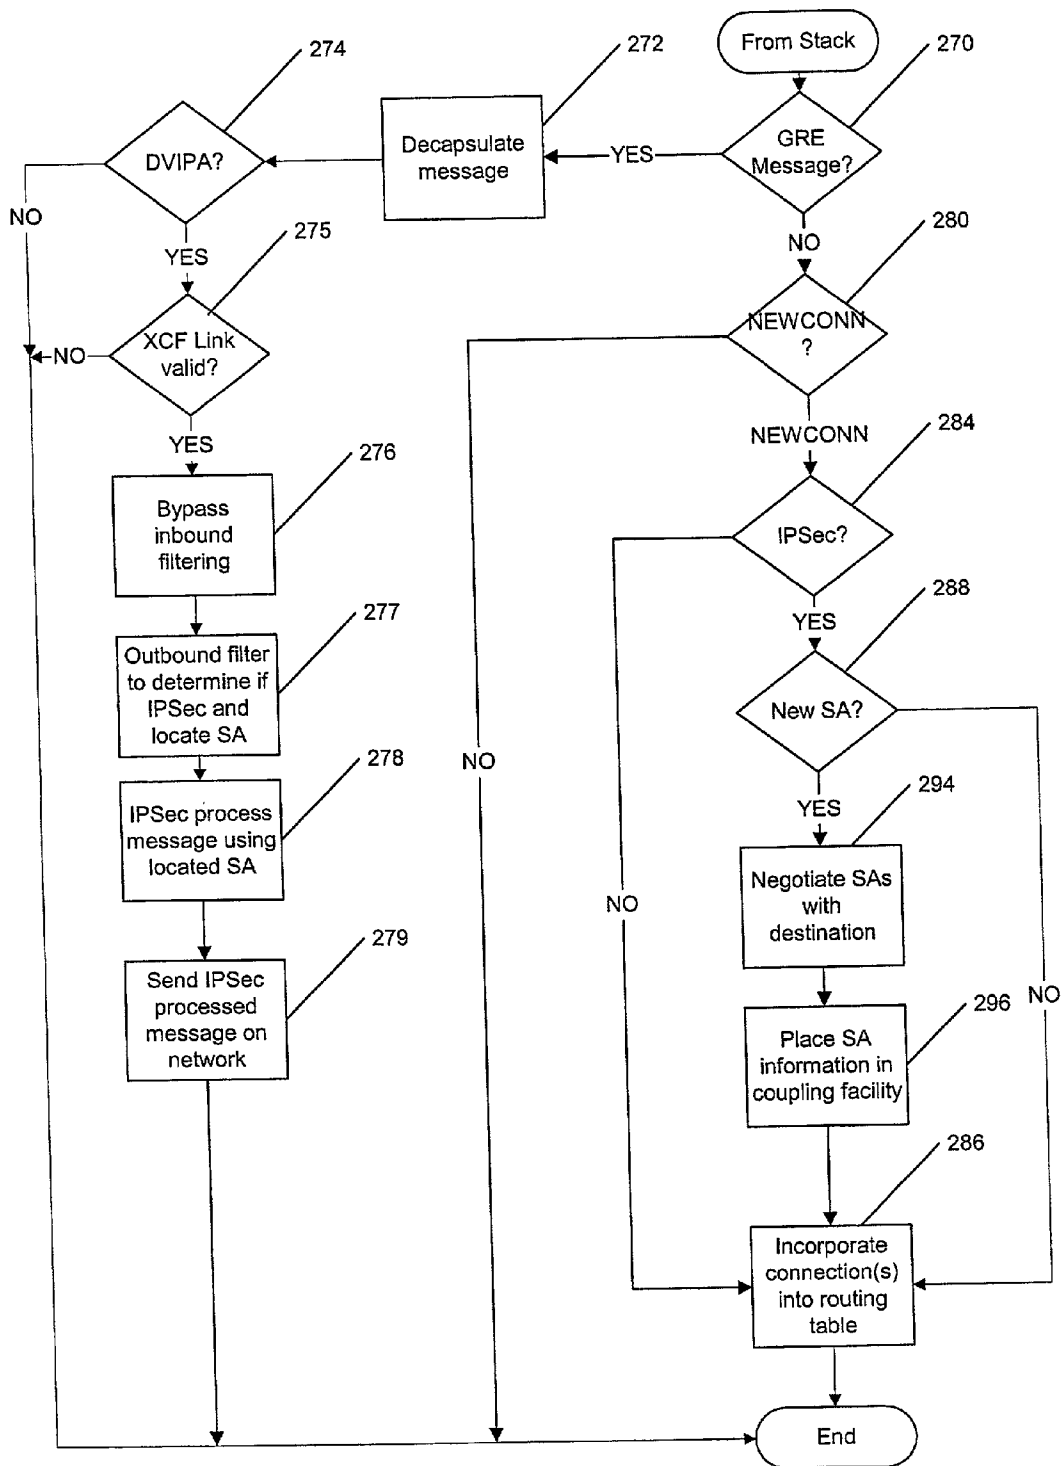 From Stack
270
GRE
Message?
YES
272
Decapsulate
message
274
DVIPA?
NO
YES
275
XCF Link
valid?
NO
YES
276
Bypass
inbound
filtering
277
Outbound filter
to determine if
IPSec and
locate SA
278
IPSec process
message using
located SA
279
Send IPSec
processed
message on
network
NO
280
NEWCONN
?
NO
NEWCONN
284
IPSec?
NO
YES
288
New SA?
NO
YES
294
Negotiate SAs
with
destination
296
Place SA
information in
coupling facility
286
Incorporate
connection(s)
into routing
table
End